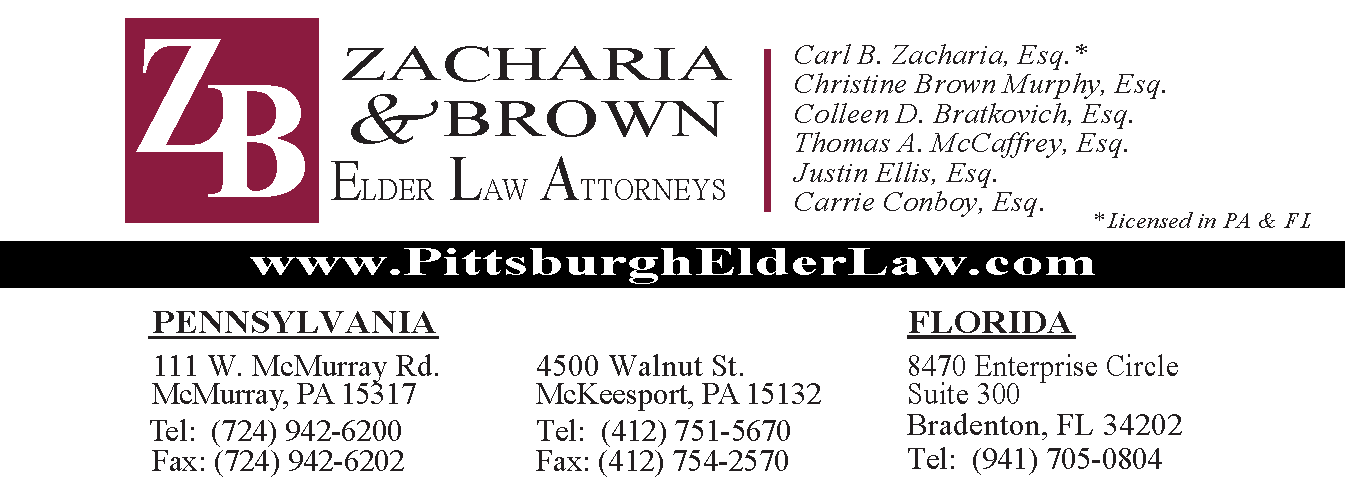 ZB
ZACHARIA
& BROWN
ELDER LAW ATTORNEYS
Carl B. Zacharia, Esq.*
Christine Brown Murphy, Esq.
Colleen D. Bratkovich, Esq.
Thomas A. McCaffrey, Esq.
Justin Ellis, Esq.
Carrie Conboy, Esq.
*Licensed in PA & FL
www.PittsburghElderLaw.com
PENNSYLVANIA
111 W. McMurray Rd.
McMurray, PA 15317
Tel: (724) 942-6200
Fax: (724) 942-6202
4500 Walnut St.
McKeesport, PA 15132
Tel: (412) 751-5670
Fax: (412) 754-2570
FLORIDA
8470 Enterprise Circle
Suite 300
Bradenton, FL 34202
Tel: (941) 705-0804